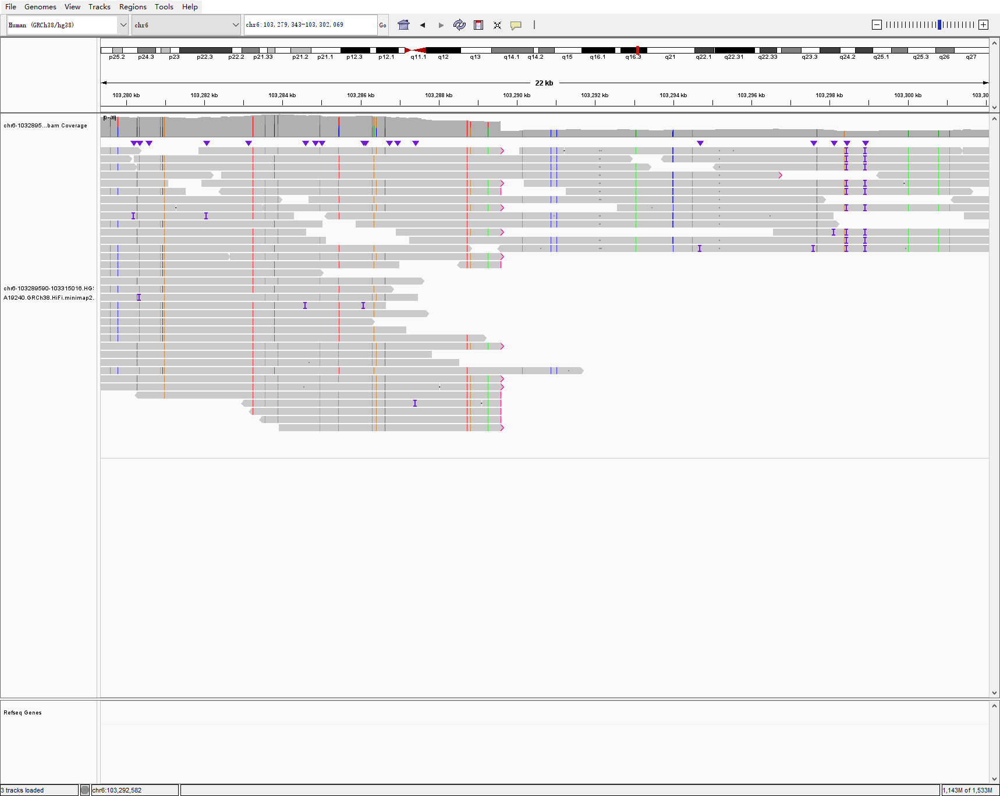 File Genomes View Tracks Regions Tools Help
Human (GRCh38/hg38) chr6 chr6:103,279,343-103,302,069 Go
p25.2 p24.3 p23 p22.3 p22.2 p21.33 p21.2 p21.1 p12.3 p12.1 q11.1 q12 q13 q14.1 q14.2 q15 q16.1 q16.3 q21 q22.1 q22.31 q22.33 q23.3 q24.2 q25.1 q25.3 q26 q27
22 kb
103,280 kb 103,282 kb 103,284 kb 103,286 kb 103,288 kb 103,290 kb 103,292 kb 103,294 kb 103,296 kb 103,298 kb 103,300 kb 103,30
chr6-1032895...bam Coverage
chr6-103289590-103315016.HG
A19240.GRCh38.HiFi.minimap2.
Refseq Genes
3 tracks loaded chr6:103,292,582 1,143M of 1,533M